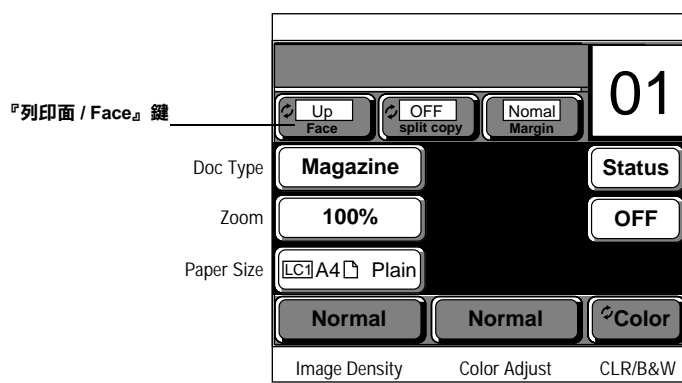 01
Up OFF Nomal
Face split copy Margin
『列印面 / Face』鍵
Doc Type Magazine Status
Zoom 100% OFF
Paper Size LC1 A4 Plain
Normal Normal Color
Image Density Color Adjust CLR/B&W